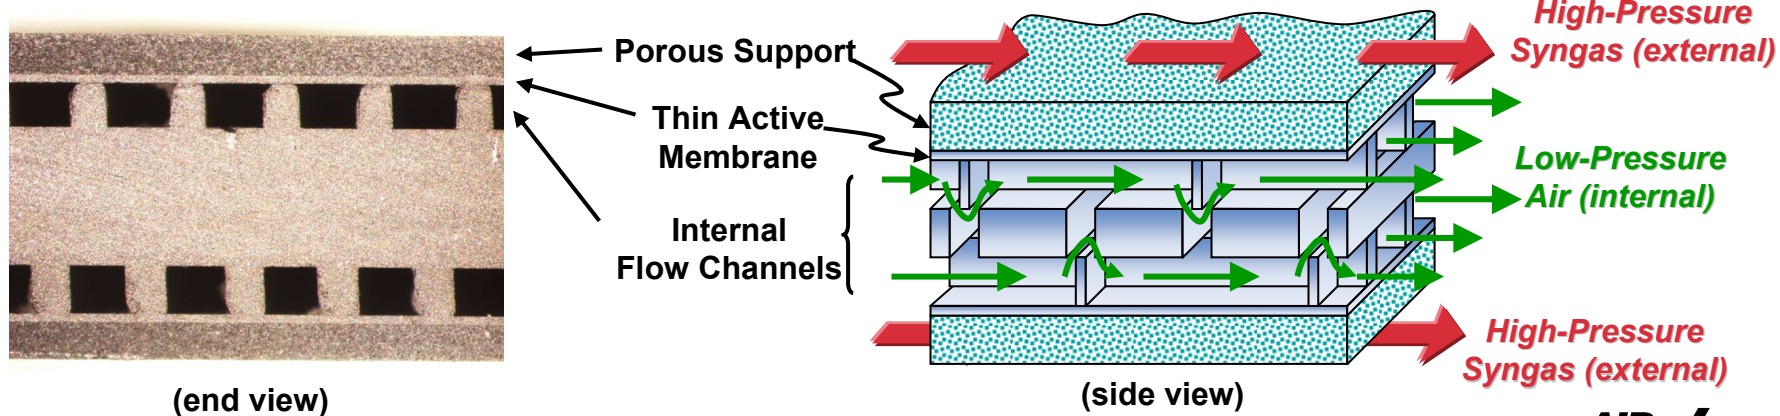 High-Pressure
Syngas (external)
Porous Support
Thin Active
Membrane
Low-Pressure
Air (internal)
Internal
Flow Channels
High-Pressure
Syngas (external)
(end view)
(side view)